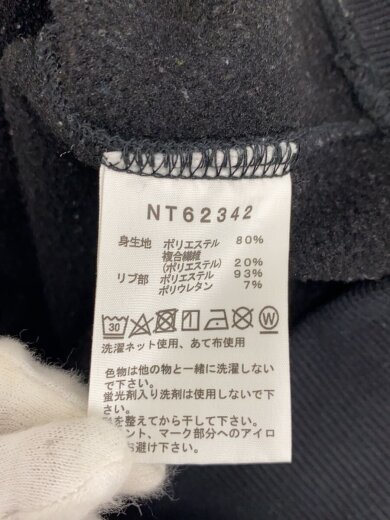 NT62342
身生地 ポリエステル 80%
複合繊維
(ポリエステル) 20%
リブ部 ポリエステル 93%
ポリウレタン 7%
30 W
洗濯ネット使用、あて布使用
色物は他の物と一緒に洗濯しない
で下さい。
蛍光剤入り洗剤は使用しないで下
さい。
を整えてから干して下さい。
ント、マーク部分へのアイロ
お避け下さい。